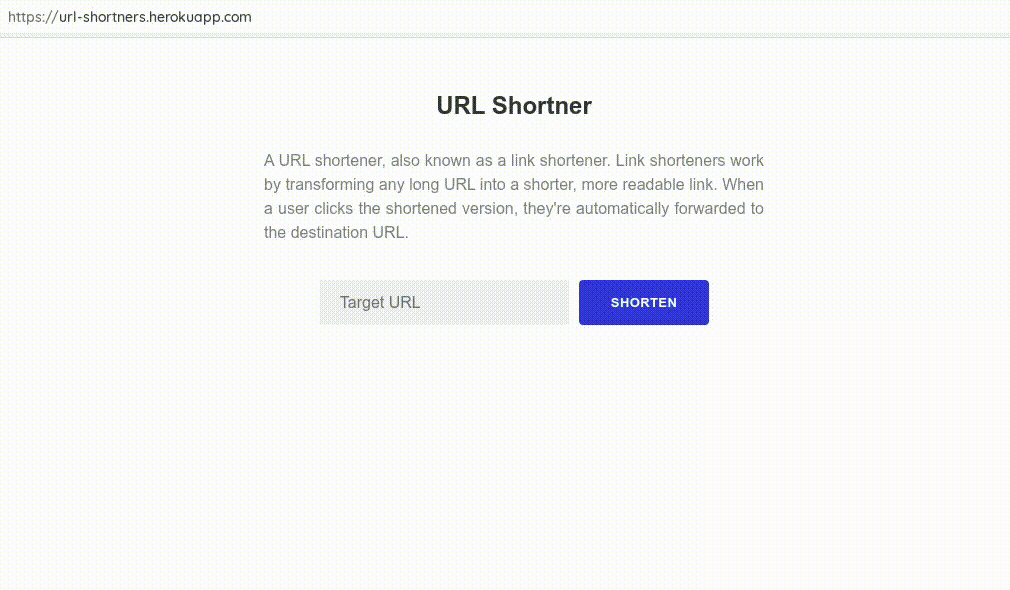 https://url-shortners.herokuapp.com
URL Shortner
A URL shortener, also known as a link shortener. Link shorteners work
by transforming any long URL into a shorter, more readable link. When
a user clicks the shortened version, they're automatically forwarded to
the destination URL.
Target URL
SHORTEN